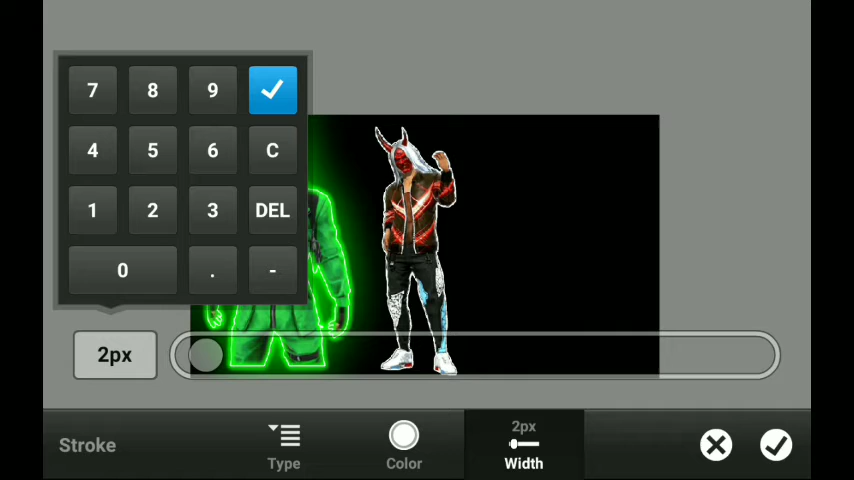 7 8 9
4 5 6 C
1 2 3 DEL
0 . -
2px
Stroke
Type
Color
2px
Width